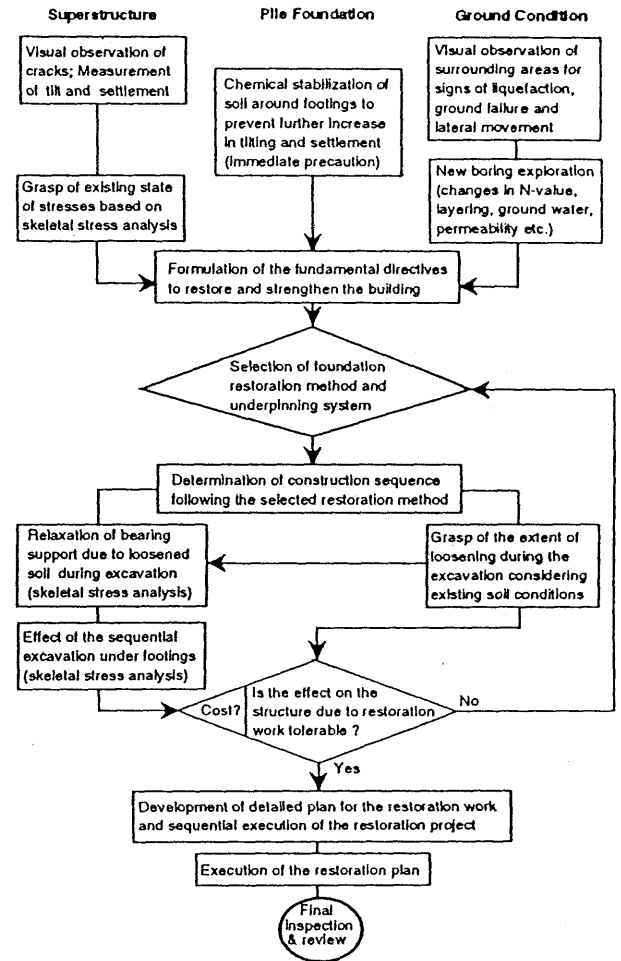 Superstructure
Pile Foundation
Ground Condition
Visual observation of
cracks; Measurement
of tilt and settlement
Chemical stabilization of
soil around footings to
prevent further increase
in tilting and settlement
(immediate precaution)
Visual observation of
surrounding areas for
signs of liquefaction,
ground failure and
lateral movement
Grasp of existing state
of stresses based on
skeletal stress analysis
New boring exploration
(changes in N-value,
layering, ground water,
permeability etc.)
Formulation of the fundamental directives
to restore and strengthen the building
Selection of foundation
restoration method and
underpinning system
Determination of construction sequence
following the selected restoration method
Relaxation of bearing
support due to loosened
soil during excavation
(skeletal stress analysis)
Grasp of the extent of
loosening during the
excavation considering
existing soil conditions
Effect of the sequential
excavation under footings
(skeletal stress analysis)
Cost?
Is the effect on the
structure due to restoration
work tolerable ?
No
Yes
Development of detailed plan for the restoration work
and sequential execution of the restoration project
Execution of the restoration plan
Final
inspection
& review